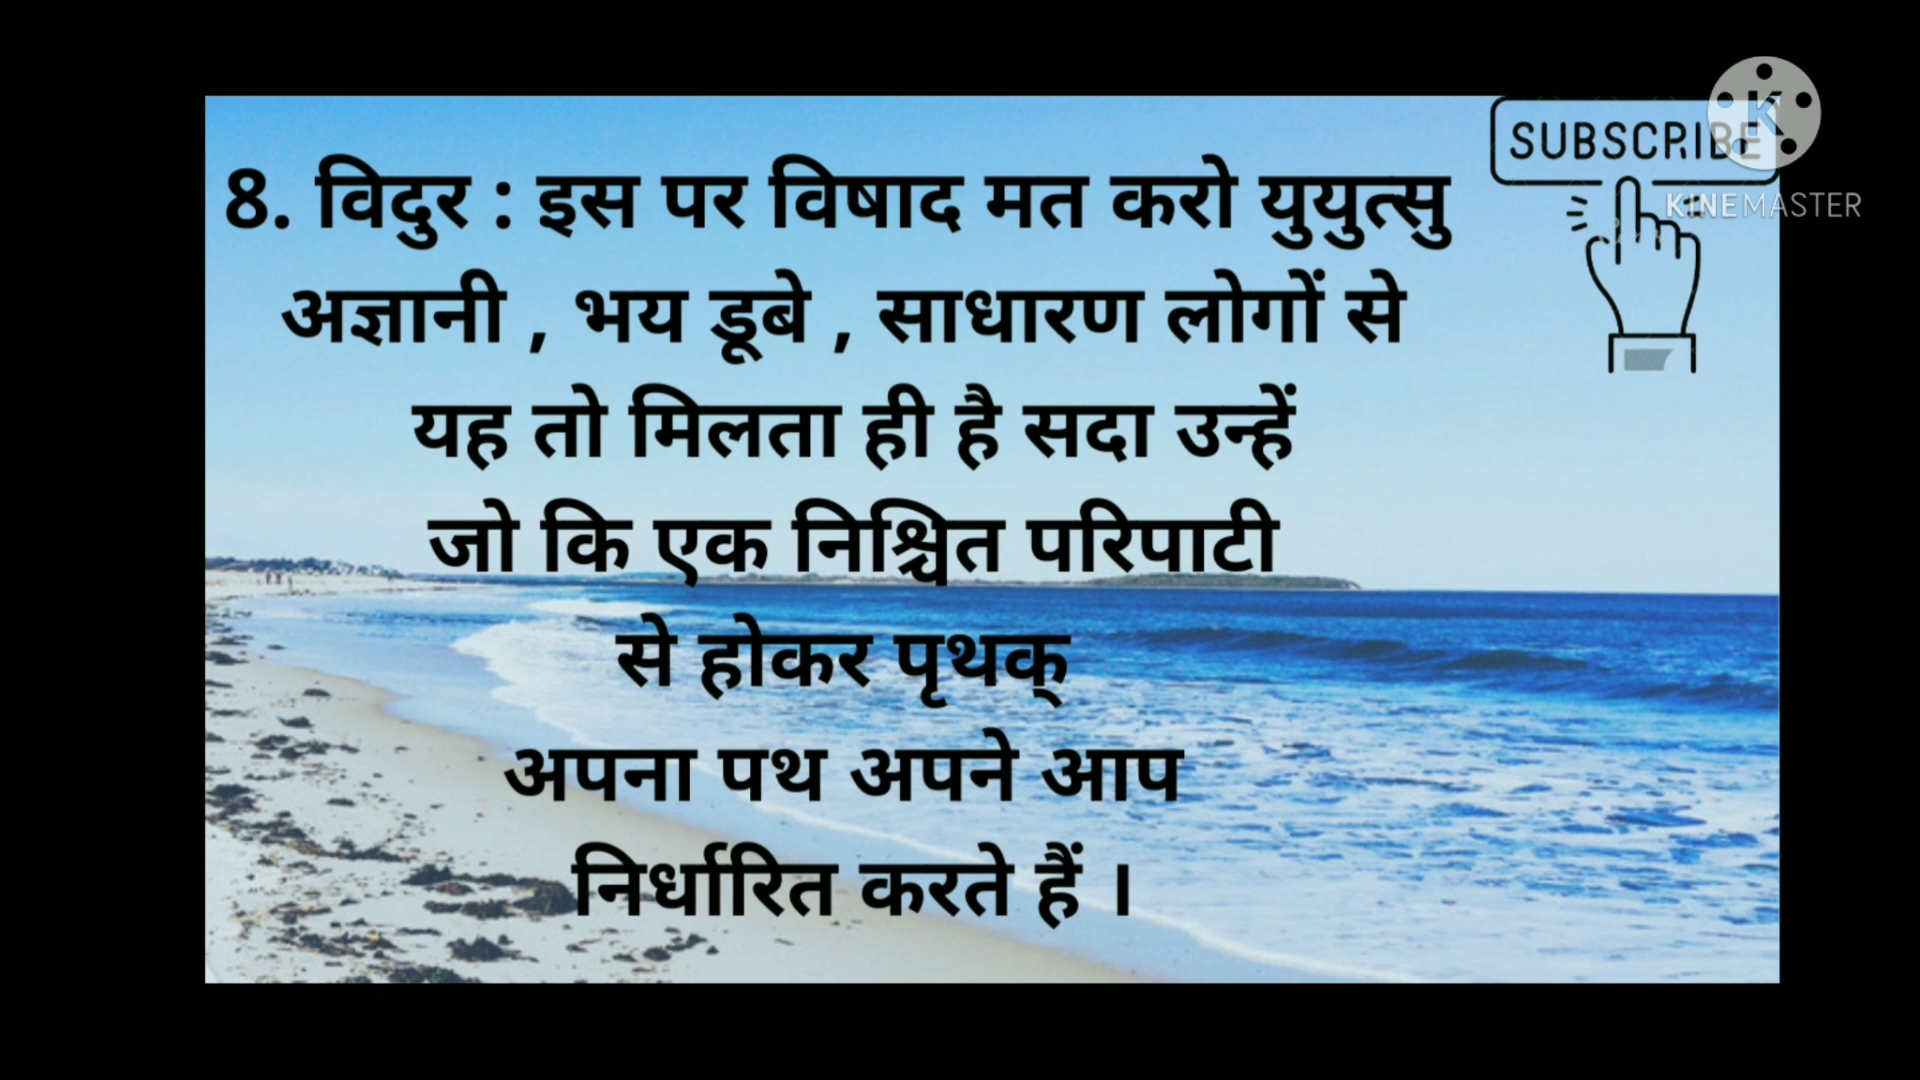 SUBSCRIBE
KINEMASTER
8. विदुर : इस पर विषाद मत करो युयुत्सु
अज्ञानी , भय डूबे , साधारण लोगों से
यह तो मिलता ही है सदा उन्हें
जो कि एक निश्चित परिपाटी
से होकर पृथक्
अपना पथ अपने आप
निर्धारित करते हैं ।